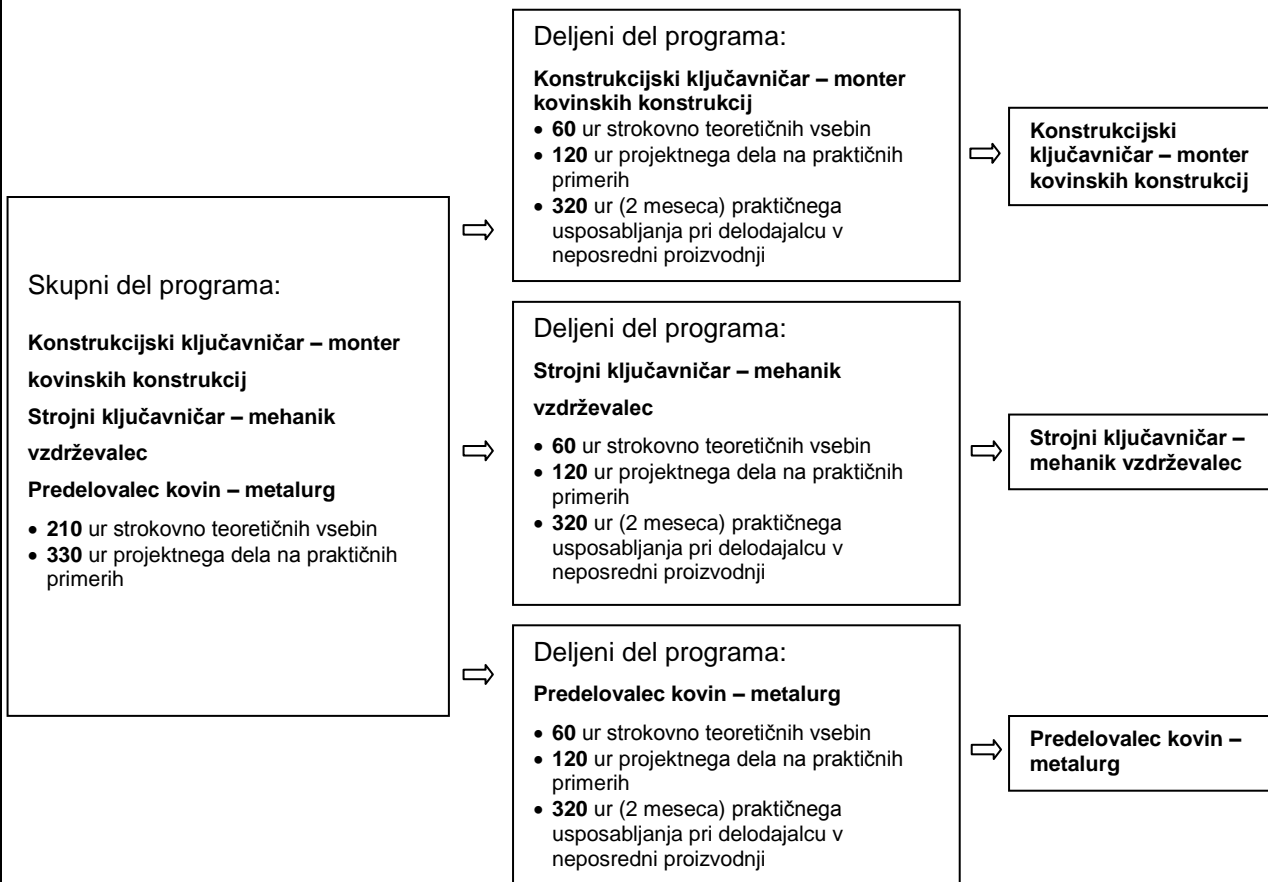 Skupni del programa:
Konstrukcijski ključavničar – monter
kovinskih konstrukcij
Strojni ključavničar – mehanik
vzdrževalec
Predelovalec kovin – metalurg
• 210 ur strokovno teoretičnih vsebin
• 330 ur projektnega dela na praktičnih
primerih
Deljeni del programa:
Konstrukcijski ključavničar – monter
kovinskih konstrukcij
• 60 ur strokovno teoretičnih vsebin
• 120 ur projektnega dela na praktičnih
primerih
• 320 ur (2 meseca) praktičnega
usposabljanja pri delodajalcu v
neposredni proizvodnji
Konstrukcijski
ključavničar – monter
kovinskih konstrukcij
Deljeni del programa:
Strojni ključavničar – mehanik
vzdrževalec
• 60 ur strokovno teoretičnih vsebin
• 120 ur projektnega dela na praktičnih
primerih
• 320 ur (2 meseca) praktičnega
usposabljanja pri delodajalcu v
neposredni proizvodnji
Strojni ključavničar –
mehanik vzdrževalec
Deljeni del programa:
Predelovalec kovin – metalurg
• 60 ur strokovno teoretičnih vsebin
• 120 ur projektnega dela na praktičnih
primerih
• 320 ur (2 meseca) praktičnega
usposabljanja pri delodajalcu v
neposredni proizvodnji
Predelovalec kovin –
metalurg